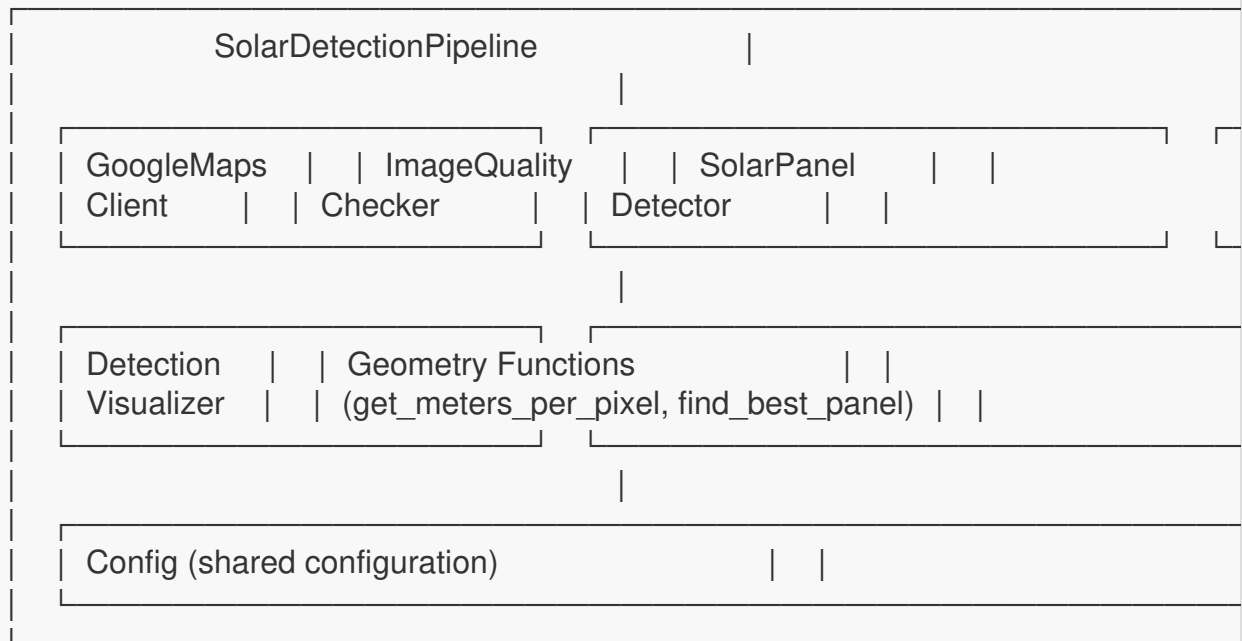 SolarDetectionPipeline
GoogleMaps ImageQuality SolarPanel
Client Checker Detector
Detection Geometry Functions
Visualizer (get_meters_per_pixel, find_best_panel)
Config (shared configuration)